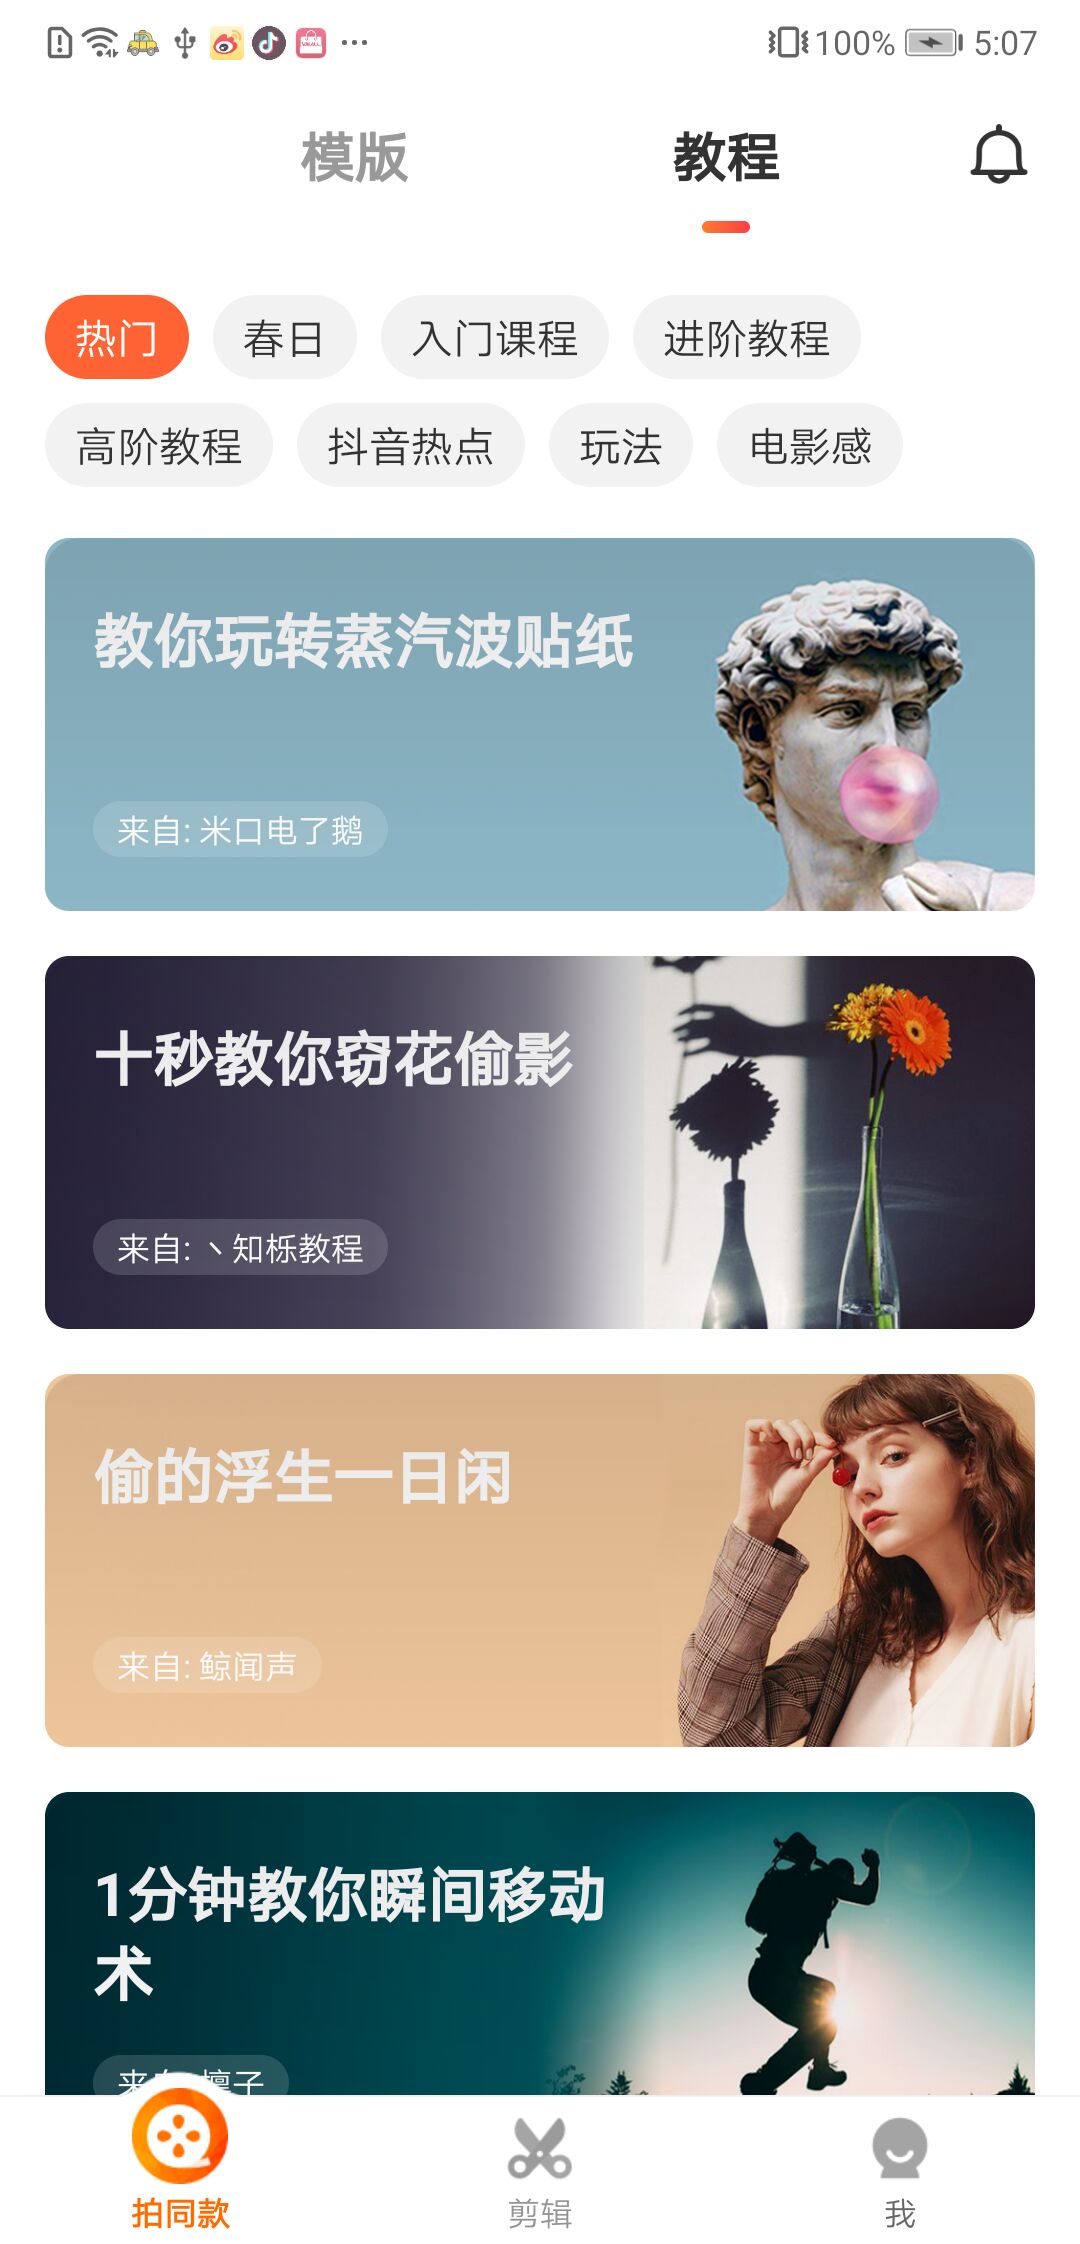 100% 5:07
模版 教程
热门 春日 入门课程 进阶教程
高阶教程 抖音热点 玩法 电影感
教你玩转蒸汽波贴纸
来自: 米口电了鹅
十秒教你窃花偷影
来自: 丶知栎教程
偷的浮生一日闲
来自: 鲸闻声
1分钟教你瞬间移动
术
拍同款 剪辑 我